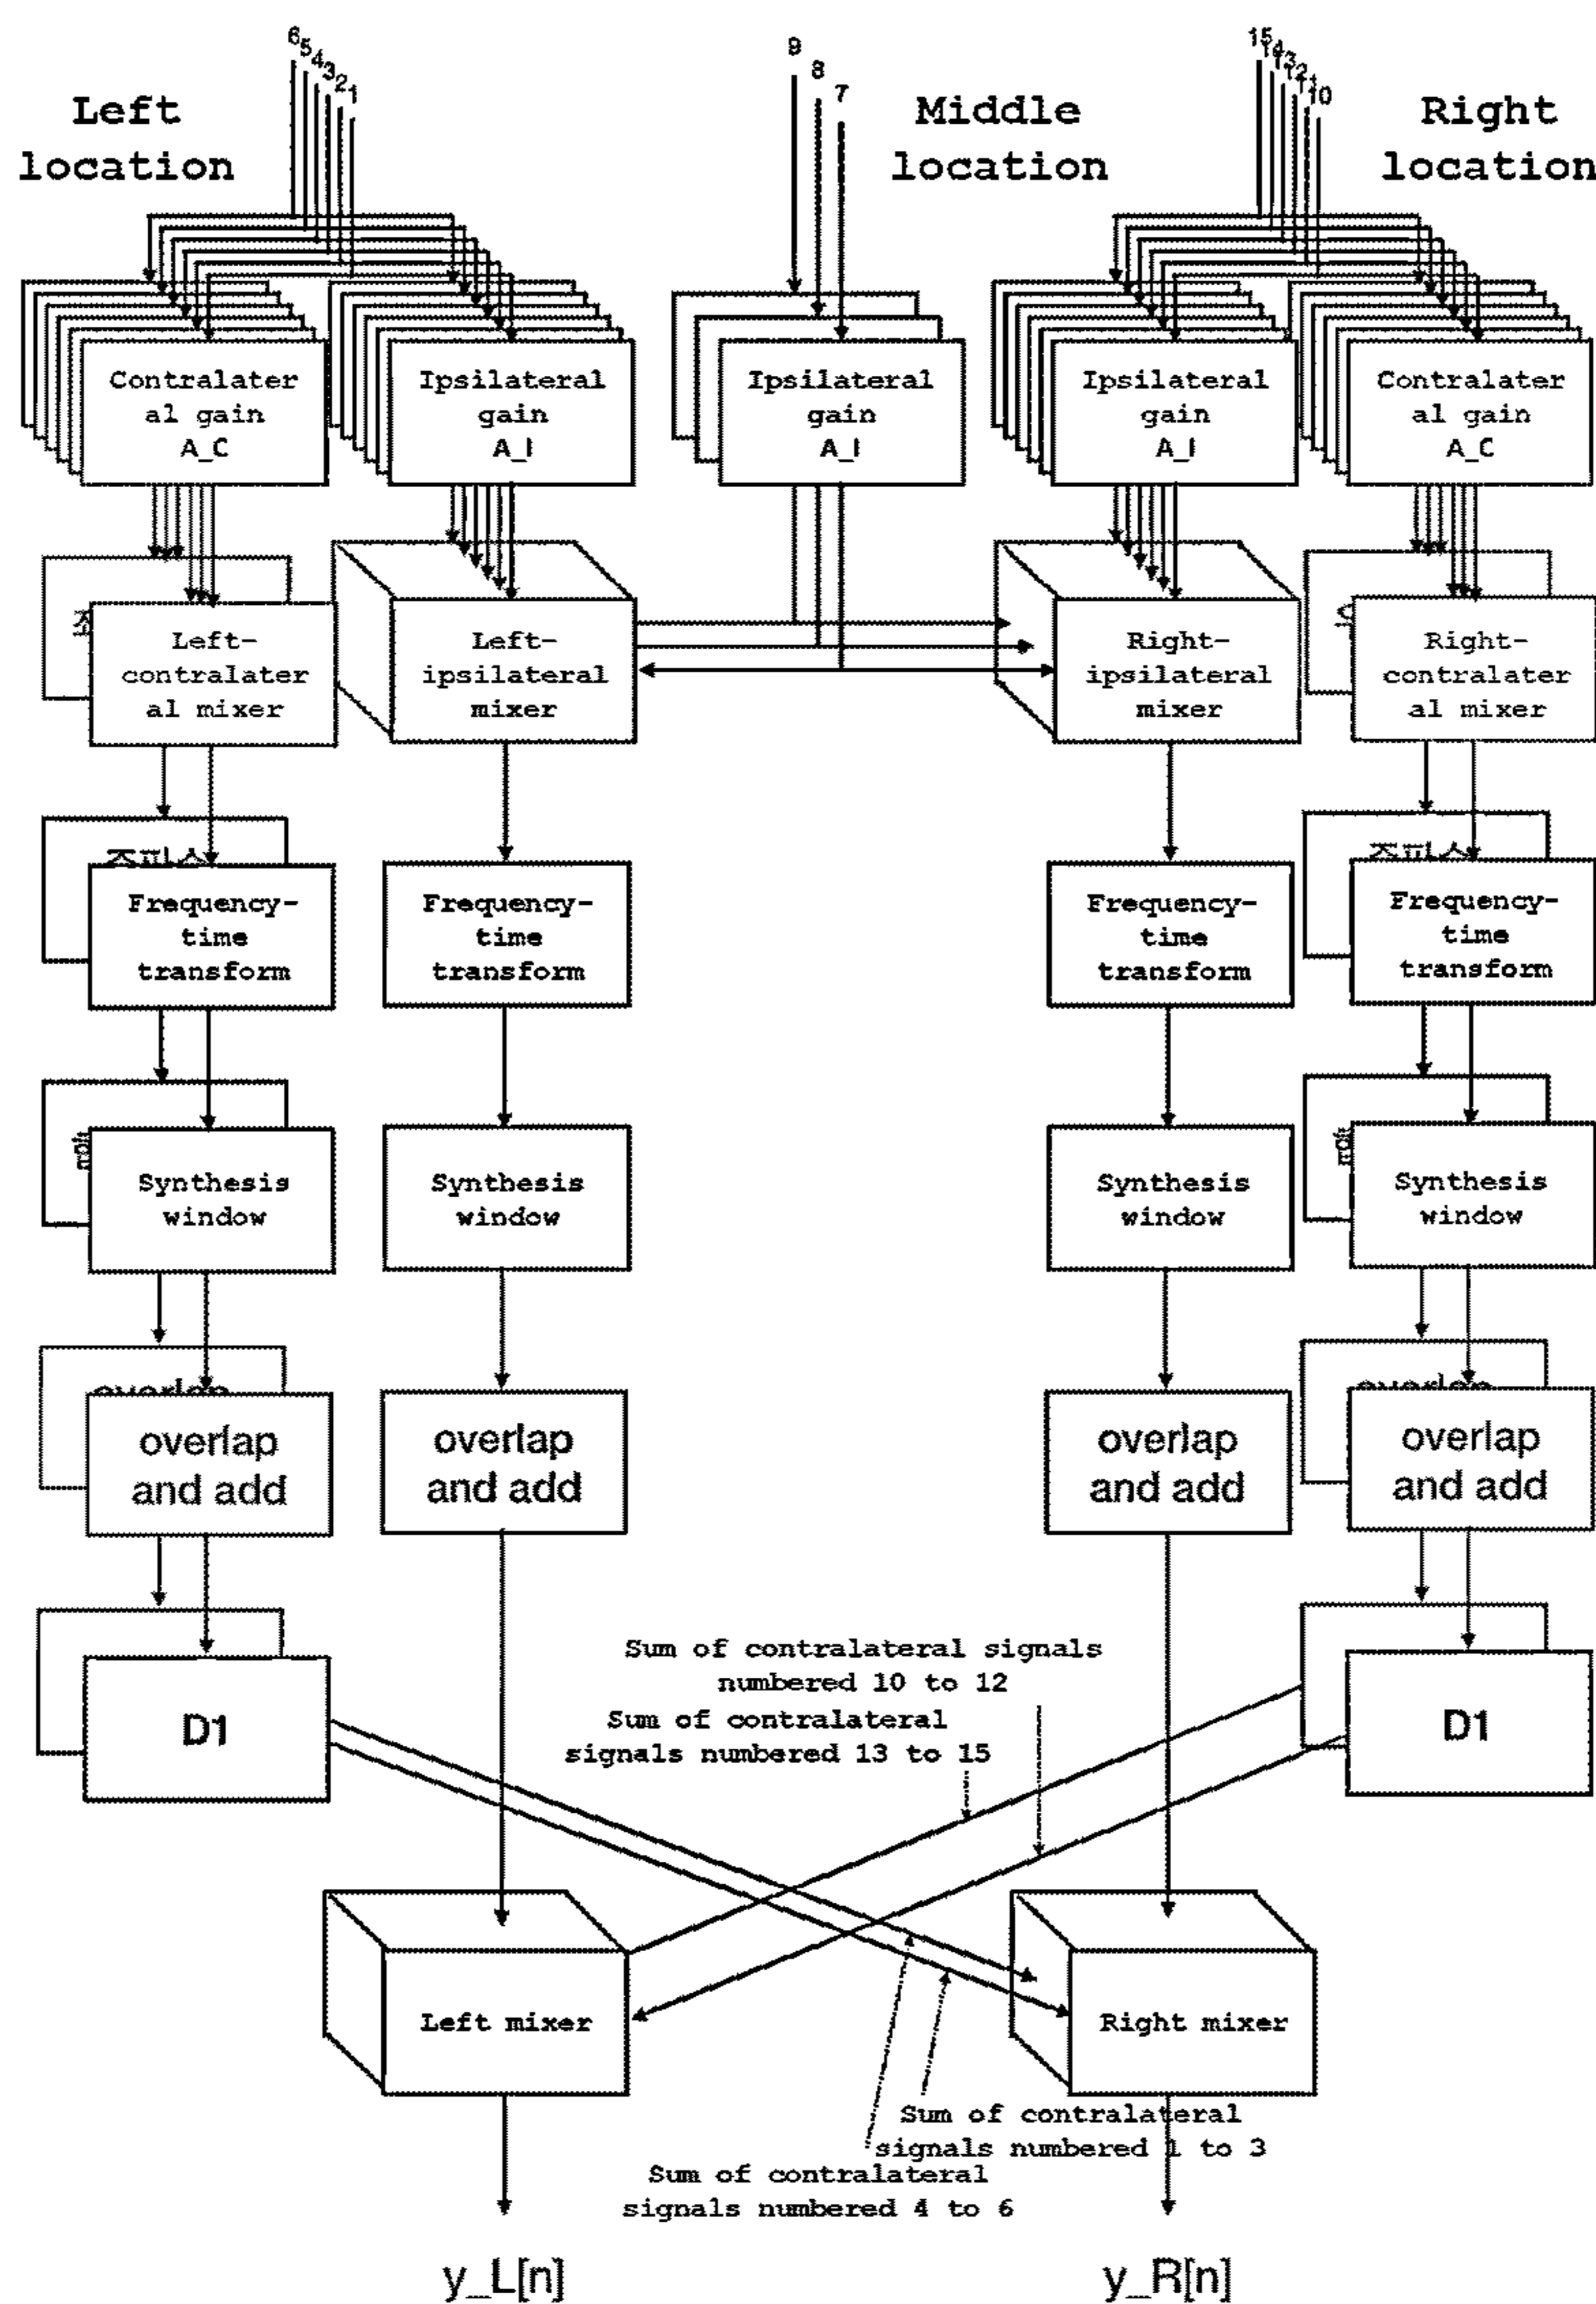 6
5
4
3
2
1
9
8
7
15
14
13
12
11
10
Left
location
Middle
location
Right
location
Contralater
al gain
A_C
Ipsilateral
gain
A_I
Ipsilateral
gain
A_I
Ipsilateral
gain
A_I
Contralater
al gain
A_C
Left-
contralater
al mixer
Left-
ipsilateral
mixer
Right-
ipsilateral
mixer
Right-
contralater
al mixer
Frequency-
time
transform
Frequency-
time
transform
Frequency-
time
transform
Frequency-
time
transform
Synthesis
window
Synthesis
window
Synthesis
window
Synthesis
window
overlap
overlap
and add
overlap
and add
overlap
and add
overlap
overlap
and add
D1
D1
Sum of contralateral signals
numbered 10 to 12
Sum of contralateral
signals numbered 13 to 15
Left mixer
Right mixer
Sum of contralateral
signals numbered 1 to 3
Sum of contralateral
signals numbered 4 to 6
y_L[n]
y_R[n]